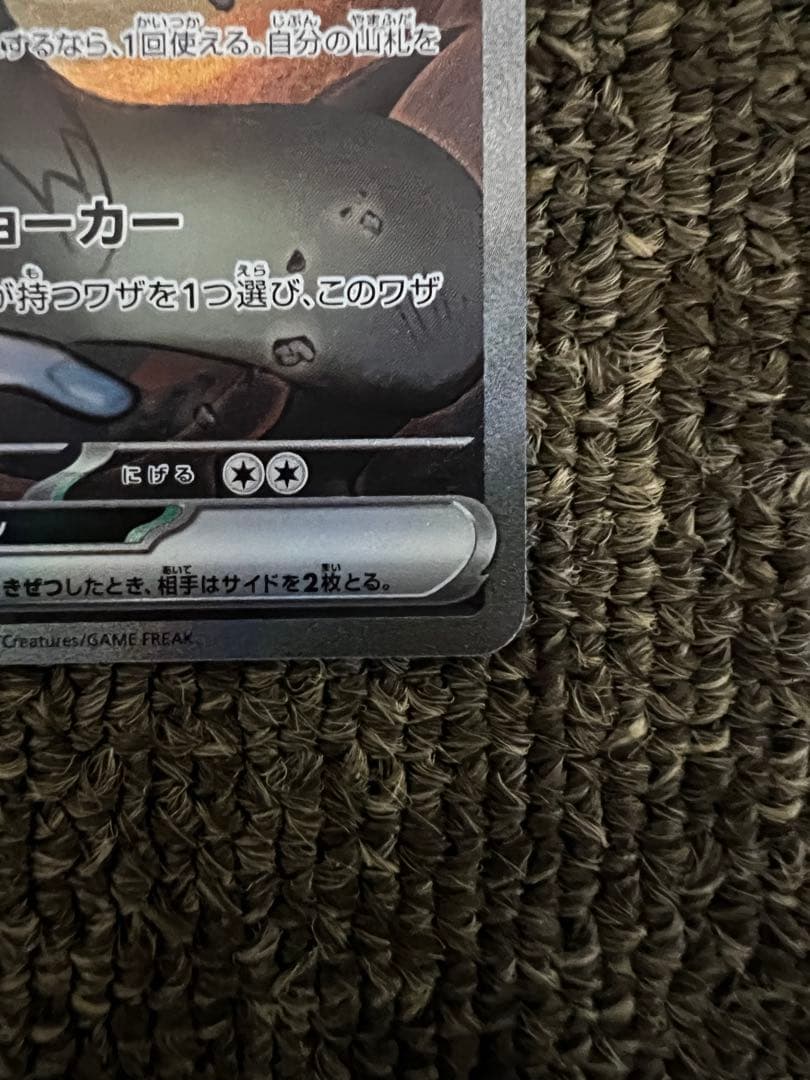 するなら、1回使える。自分の山札を
ョーカー
が持つワザを1つ選び、このワザ
にげる
きぜつしたとき、相手はサイドを2枚とる。
Creatures/GAME FREAK